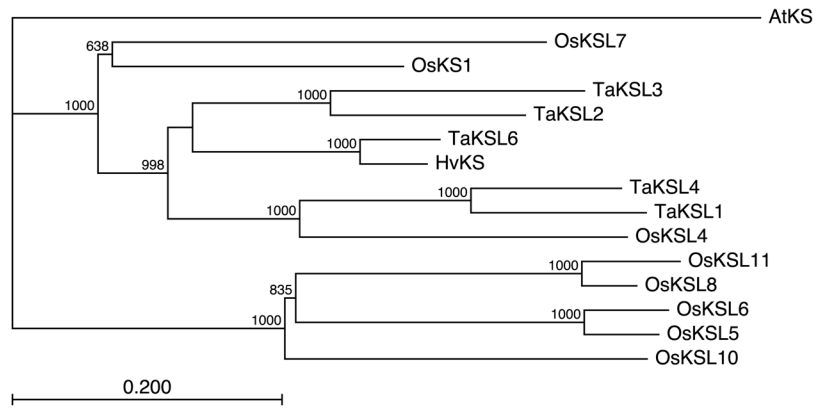 AtKS
OsKSL7
638
OsKS1
TaKSL3
1000
1000
TaKSL2
TaKSL6
1000
HvKS
998
TaKSL4
1000
TaKSL1
1000
OsKSL4
OsKSL11
1000
OsKSL8
835
OsKSL6
1000
1000
OsKSL5
OsKSL10
0.200